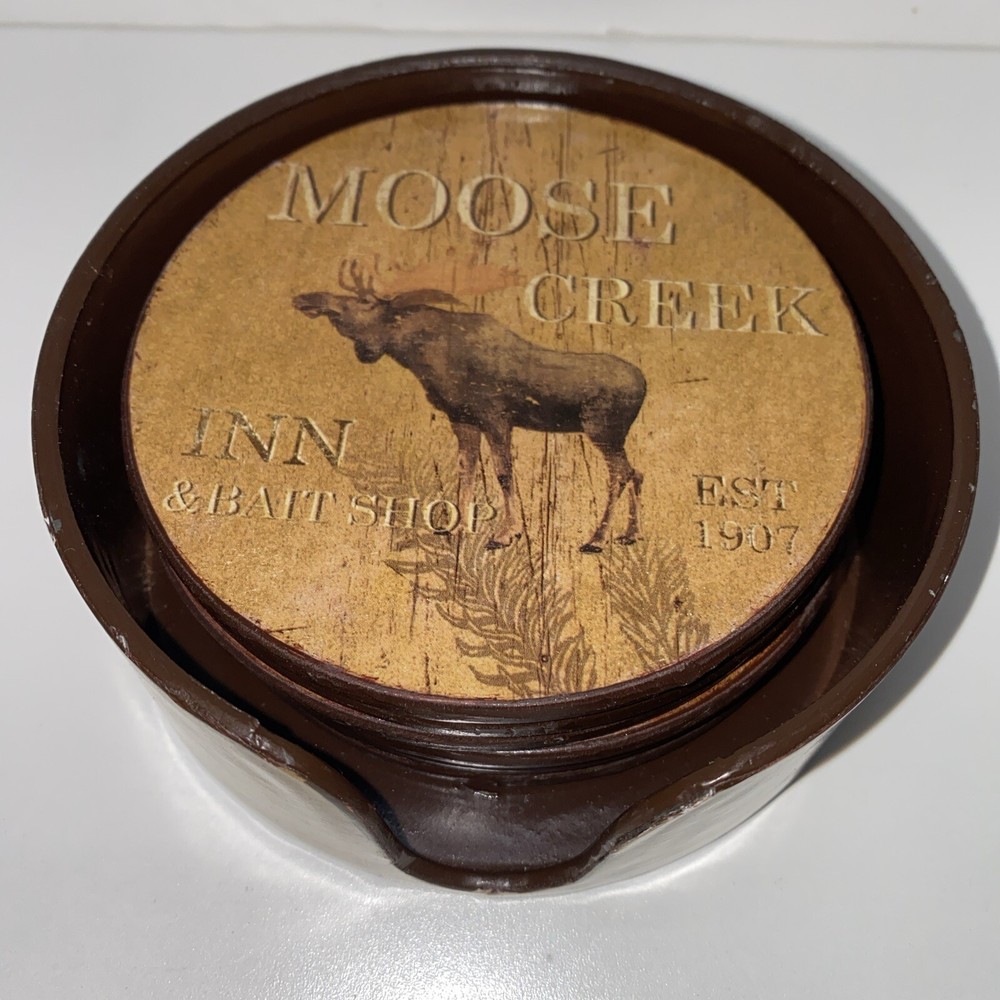 MOOSE
CREEK
INN
& BAIT SHOP
EST
1907